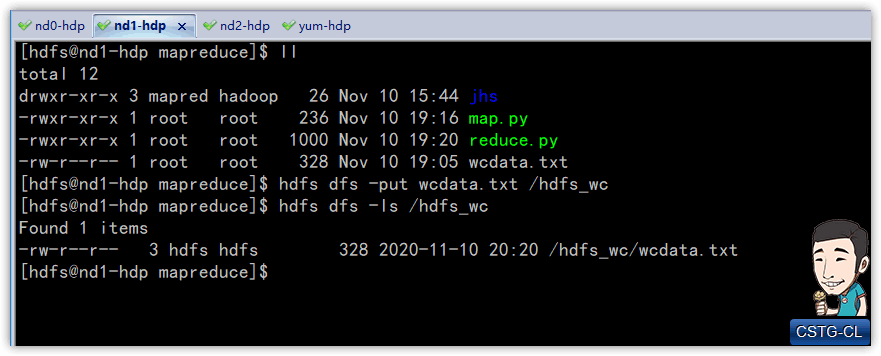 nd0-hdp nd1-hdp × nd2-hdp yum-hdp
[hdfs@nd1-hdp mapreduce]$ ll
total 12
drwxr-xr-x 3 mapred hadoop   26 Nov 10 15:44 jhs
-rwxr-xr-x 1 root   root    236 Nov 10 19:16 map.py
-rwxr-xr-x 1 root   root   1000 Nov 10 19:20 reduce.py
-rw-r--r-- 1 root   root    328 Nov 10 19:05 wcdata.txt
[hdfs@nd1-hdp mapreduce]$ hdfs dfs -put wcdata.txt /hdfs_wc
[hdfs@nd1-hdp mapreduce]$ hdfs dfs -ls /hdfs_wc
Found 1 items
-rw-r--r--   3 hdfs hdfs        328 2020-11-10 20:20 /hdfs_wc/wcdata.txt
[hdfs@nd1-hdp mapreduce]$
CSTG-CL